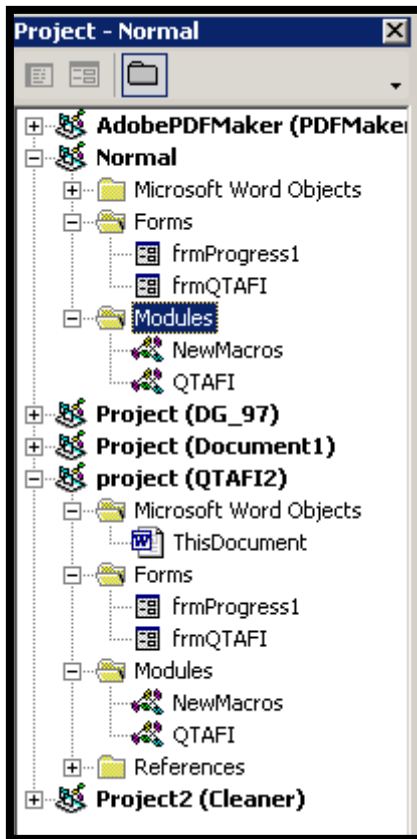 Project - Normal
AdobePDFMaker (PDFMaker
Normal
Microsoft Word Objects
Forms
frmProgress1
frmQTAFI
Modules
NewMacros
QTAFI
Project (DG_97)
Project (Document1)
project (QTAFI2)
Microsoft Word Objects
ThisDocument
Forms
frmProgress1
frmQTAFI
Modules
NewMacros
QTAFI
References
Project2 (Cleaner)